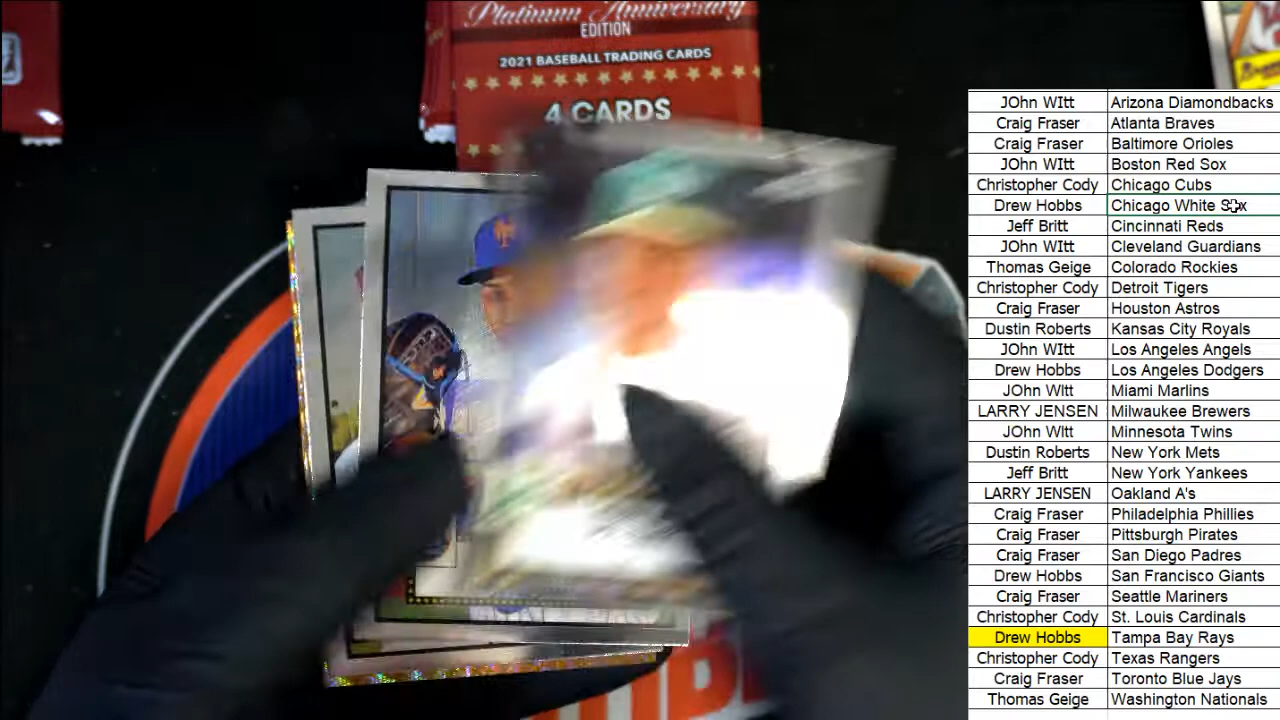 Platinum Anniversary
EDITION
2021 BASEBALL TRADING CARDS
4 CARDS
JOhn WItt Arizona Diamondbacks
Craig Fraser Atlanta Braves
Craig Fraser Baltimore Orioles
JOhn WItt Boston Red Sox
Christopher Cody Chicago Cubs
Drew Hobbs Chicago White Sox
Jeff Britt Cincinnati Reds
JOhn WItt Cleveland Guardians
Thomas Geige Colorado Rockies
Christopher Cody Detroit Tigers
Craig Fraser Houston Astros
Dustin Roberts Kansas City Royals
JOhn WItt Los Angeles Angels
Drew Hobbs Los Angeles Dodgers
JOhn WItt Miami Marlins
LARRY JENSEN Milwaukee Brewers
JOhn WItt Minnesota Twins
Dustin Roberts New York Mets
Jeff Britt New York Yankees
LARRY JENSEN Oakland A's
Craig Fraser Philadelphia Phillies
Craig Fraser Pittsburgh Pirates
Craig Fraser San Diego Padres
Drew Hobbs San Francisco Giants
Craig Fraser Seattle Mariners
Christopher Cody St. Louis Cardinals
Drew Hobbs Tampa Bay Rays
Christopher Cody Texas Rangers
Craig Fraser Toronto Blue Jays
Thomas Geige Washington Nationals